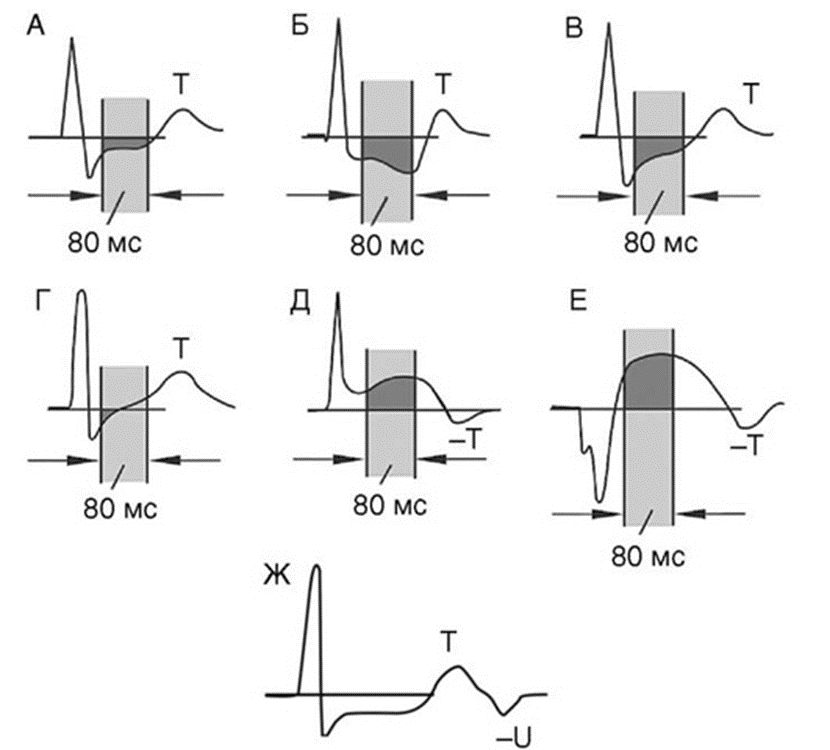 А Б В
Т Т Т
80 мс 80 мс 80 мс
Г Д Е
Т –Т –Т
80 мс 80 мс 80 мс
Ж
Т
–U